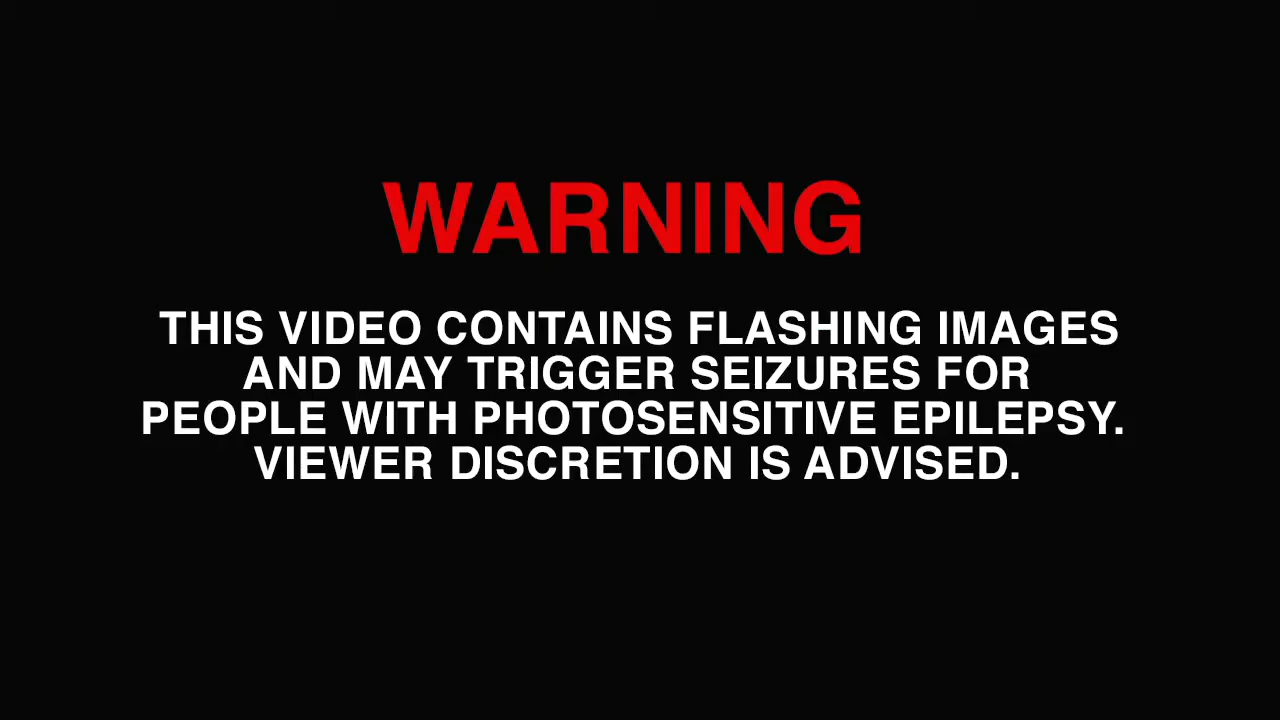 WARNING
THIS VIDEO CONTAINS FLASHING IMAGES
AND MAY TRIGGER SEIZURES FOR
PEOPLE WITH PHOTOSENSITIVE EPILEPSY.
VIEWER DISCRETION IS ADVISED.